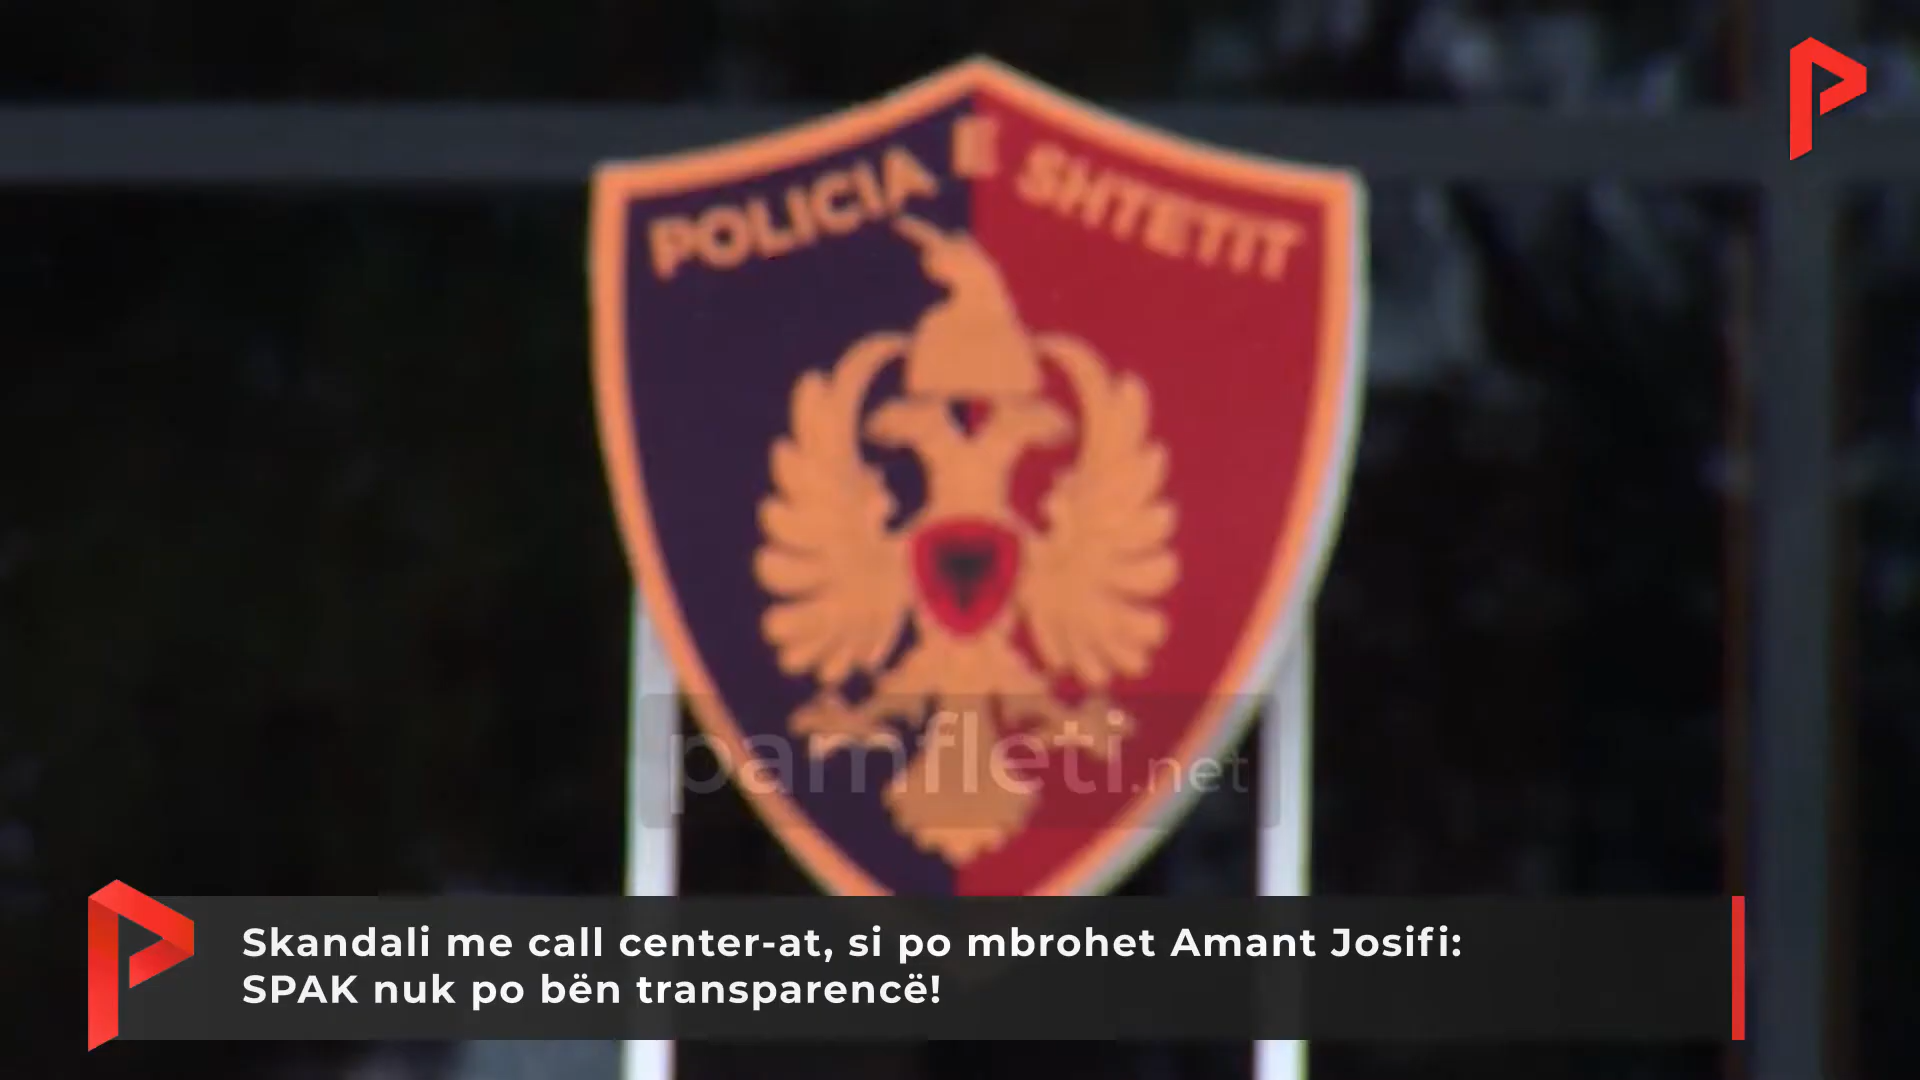 POLICIA E SHTETIT
pamfleti.net
Skandali me call center-at, si po mbrohet Amant Josifi:
SPAK nuk po bën transparencë!